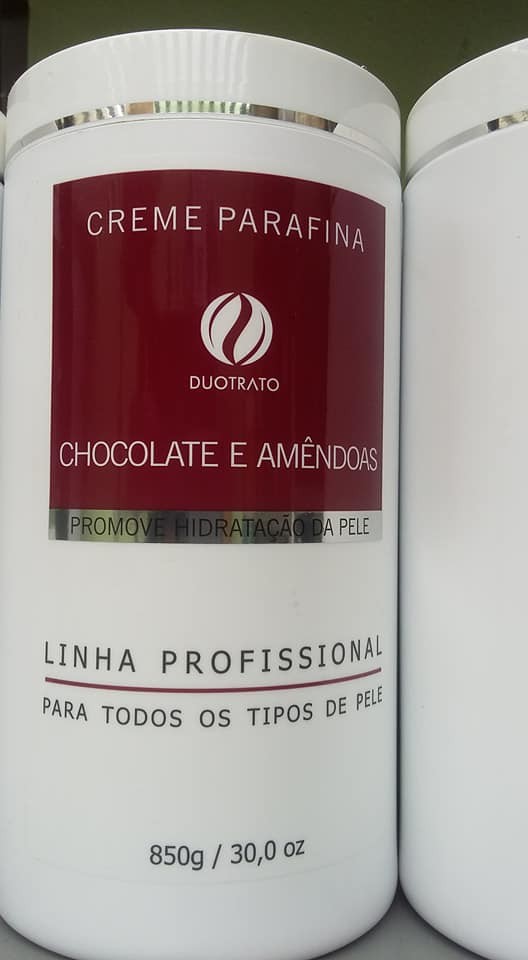 CREME PARAFINA
DUOTRATO
CHOCOLATE E AMÊNDOAS
PROMOVE HIDRATAÇÃO DA PELE
LINHA PROFISSIONAL
PARA TODOS OS TIPOS DE PELE
850g / 30,0 oz